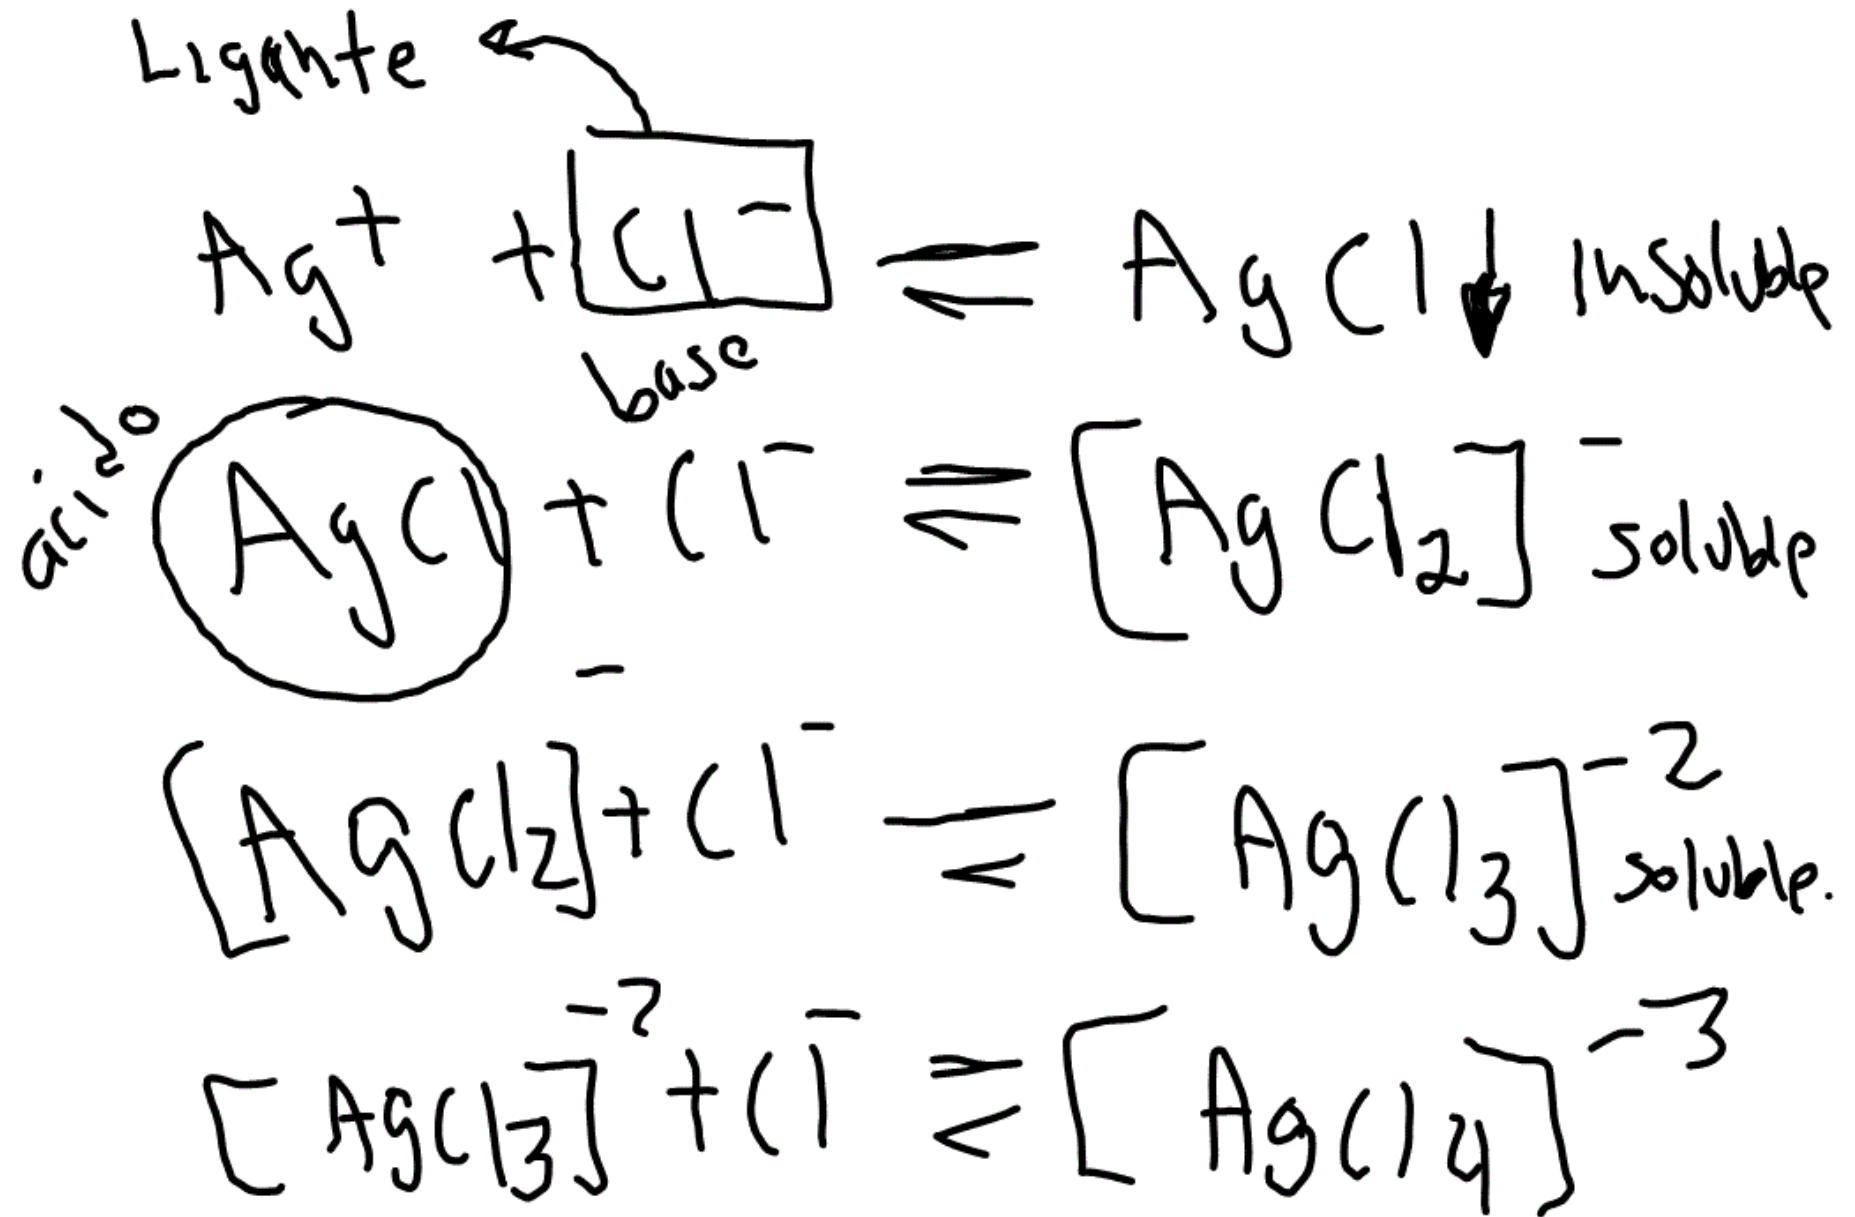 Ligante
Ag⁺ + Cl⁻ ⇌ AgCl↓ Insoluble
base
ácido
AgCl + Cl⁻ ⇌ [AgCl₂]⁻ soluble
[AgCl₂]⁻ + Cl⁻ ⇌ [AgCl₃]⁻² soluble.
[AgCl₃]⁻² + Cl⁻ ⇌ [AgCl₄]⁻³